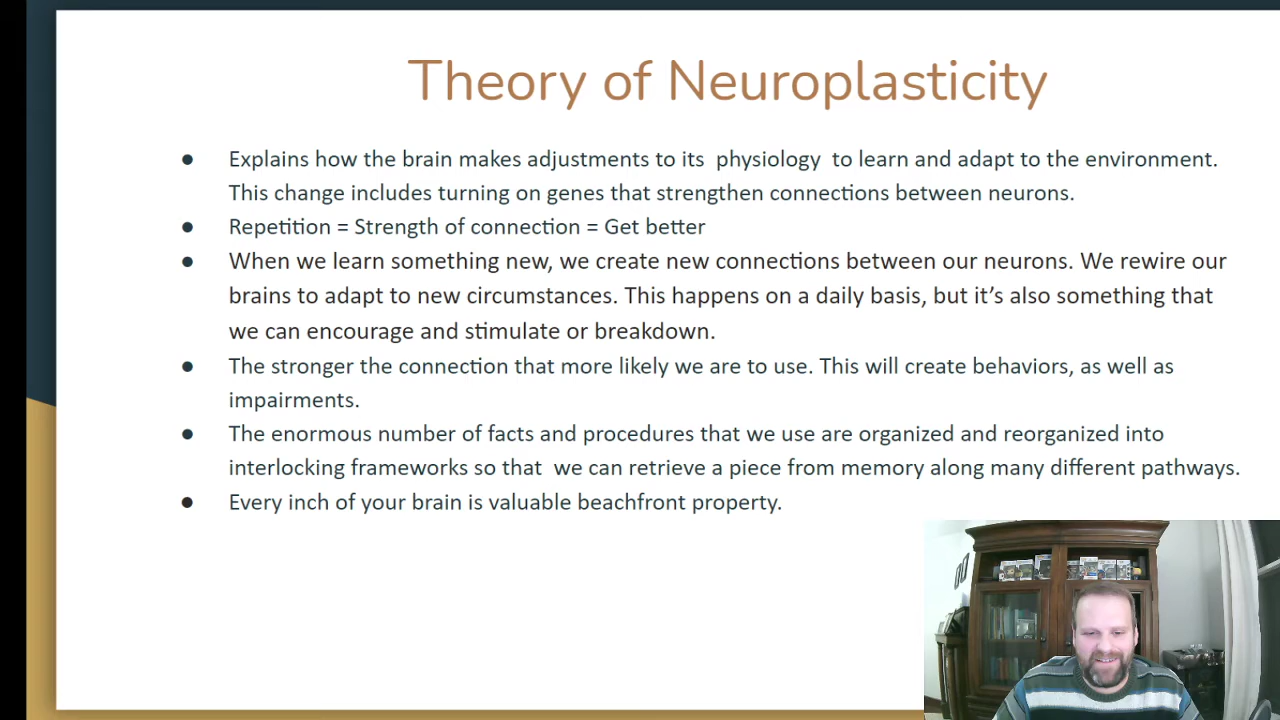 Theory of Neuroplasticity
● Explains how the brain makes adjustments to its  physiology  to learn and adapt to the environment.
This change includes turning on genes that strengthen connections between neurons.
● Repetition = Strength of connection = Get better
● When we learn something new, we create new connections between our neurons. We rewire our
brains to adapt to new circumstances. This happens on a daily basis, but it’s also something that
we can encourage and stimulate or breakdown.
● The stronger the connection that more likely we are to use. This will create behaviors, as well as
impairments.
● The enormous number of facts and procedures that we use are organized and reorganized into
interlocking frameworks so that  we can retrieve a piece from memory along many different pathways.
● Every inch of your brain is valuable beachfront property.